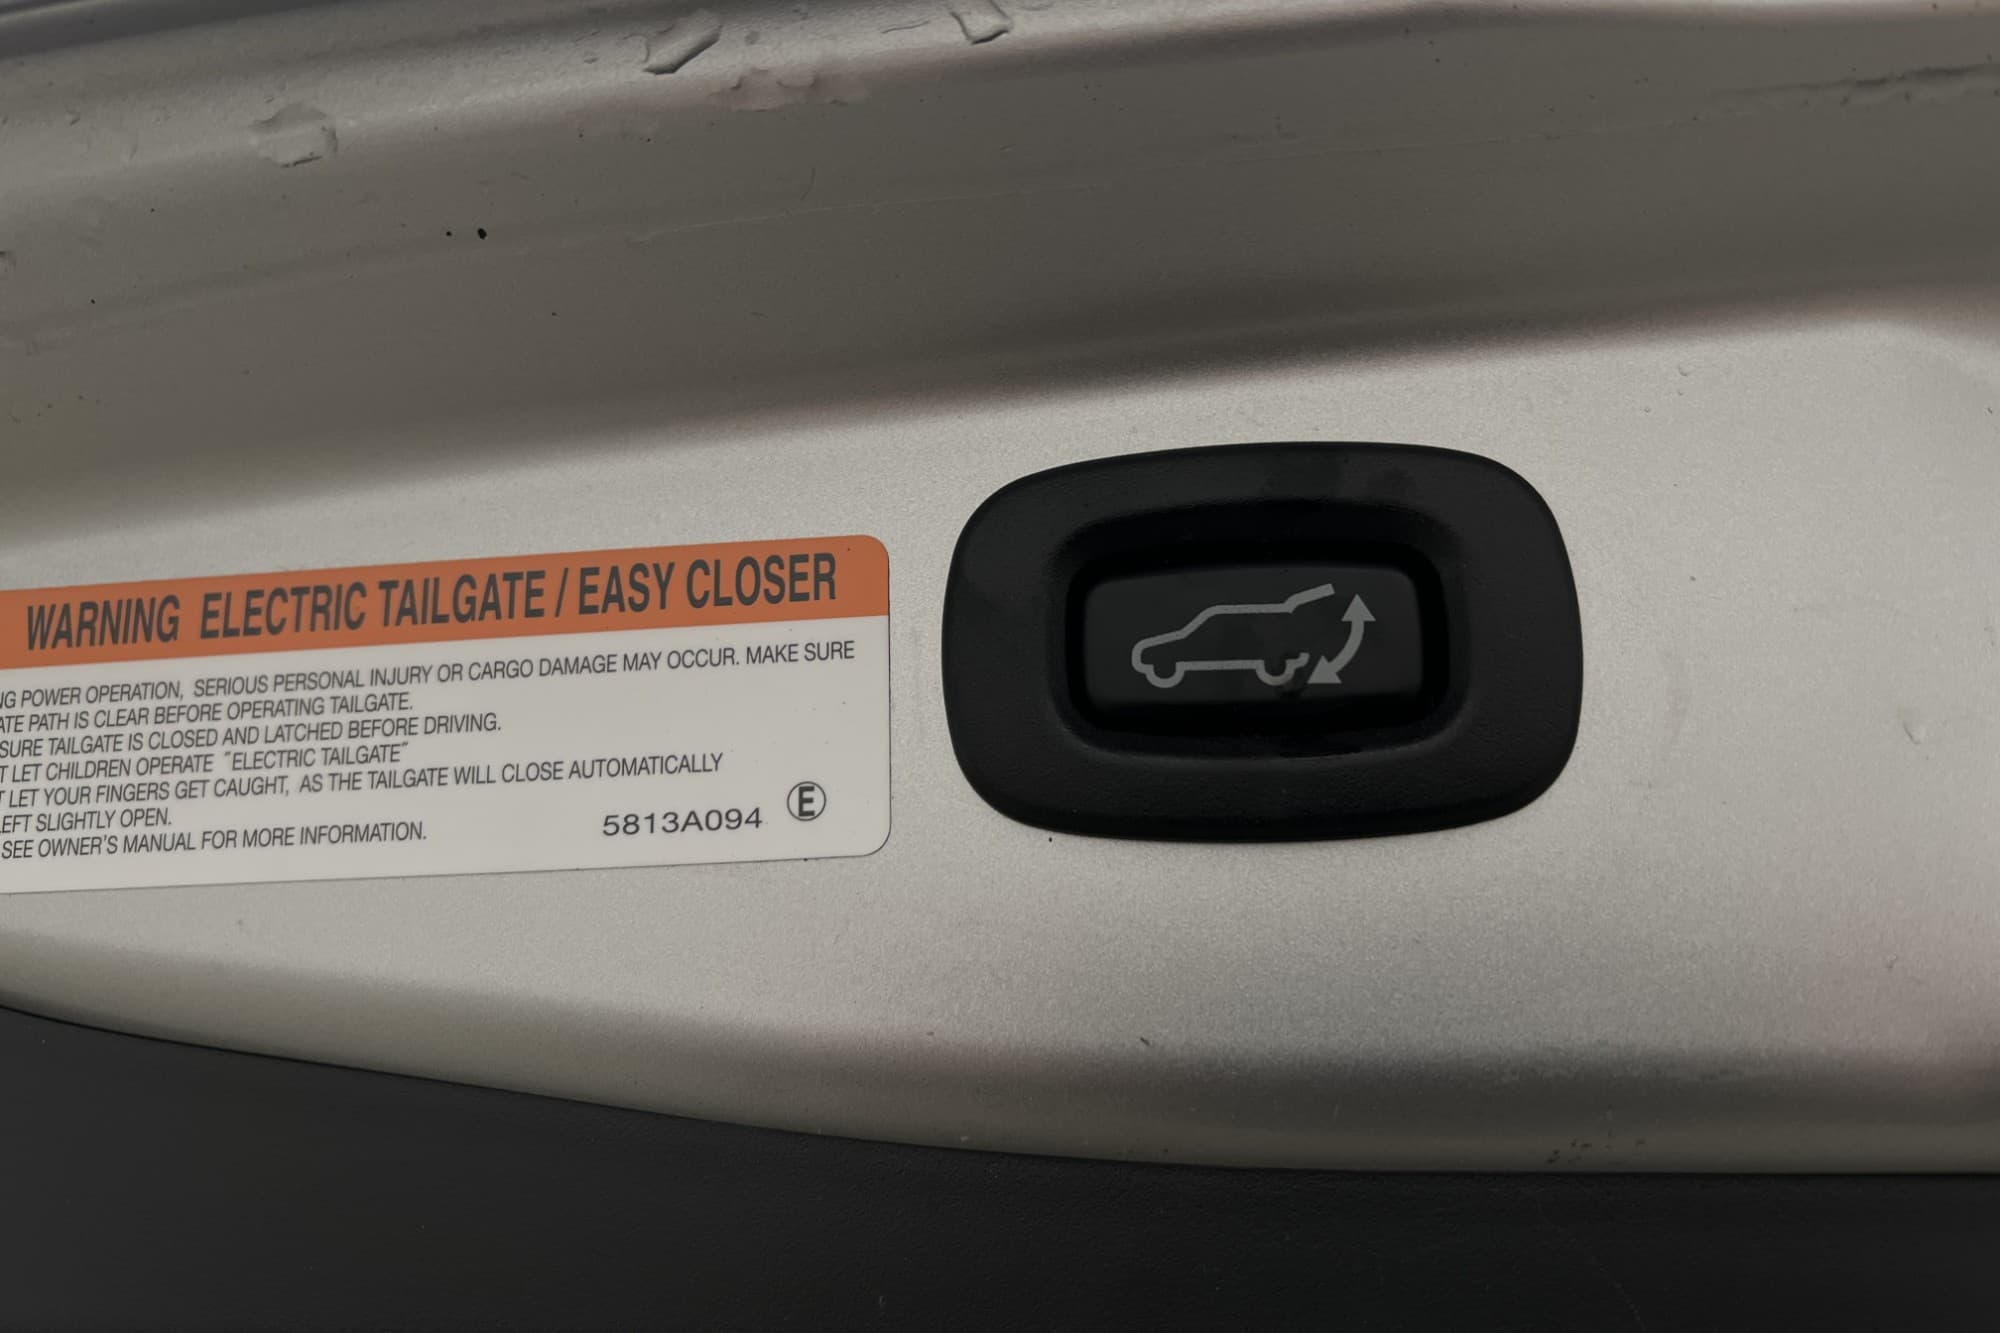 WARNING ELECTRIC TAILGATE / EASY CLOSER
POWER OPERATION, SERIOUS PERSONAL INJURY OR CARGO DAMAGE MAY OCCUR. MAKE SURE
PATH IS CLEAR BEFORE OPERATING TAILGATE.
SURE TAILGATE IS CLOSED AND LATCHED BEFORE DRIVING.
LET CHILDREN OPERATE "ELECTRIC TAILGATE"
LET YOUR FINGERS GET CAUGHT, AS THE TAILGATE WILL CLOSE AUTOMATICALLY
SLIGHTLY OPEN.
SEE OWNER'S MANUAL FOR MORE INFORMATION.
5813A094 E